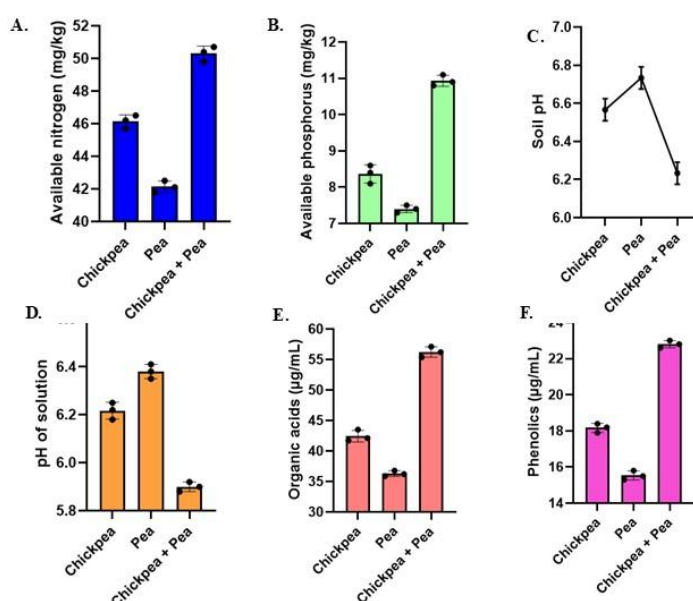 A.
Available nitrogen (mg/kg)
52
50
48
46
44
42
40
Chickpea
Pea
Chickpea + Pea
B.
Available phosphorus (mg/kg)
12
11
10
9
8
7
Chickpea
Pea
Chickpea + Pea
C.
Soil pH
7.0
6.8
6.6
6.4
6.2
6.0
Chickpea
Pea
Chickpea + Pea
D.
pH of solution
6.4
6.2
6.0
5.8
Chickpea
Pea
Chickpea + Pea
E.
Organic acids (µg/mL)
60
55
50
45
40
35
30
Chickpea
Pea
Chickpea + Pea
F.
Phenolics (µg/mL)
24
22
20
18
16
14
Chickpea
Pea
Chickpea + Pea